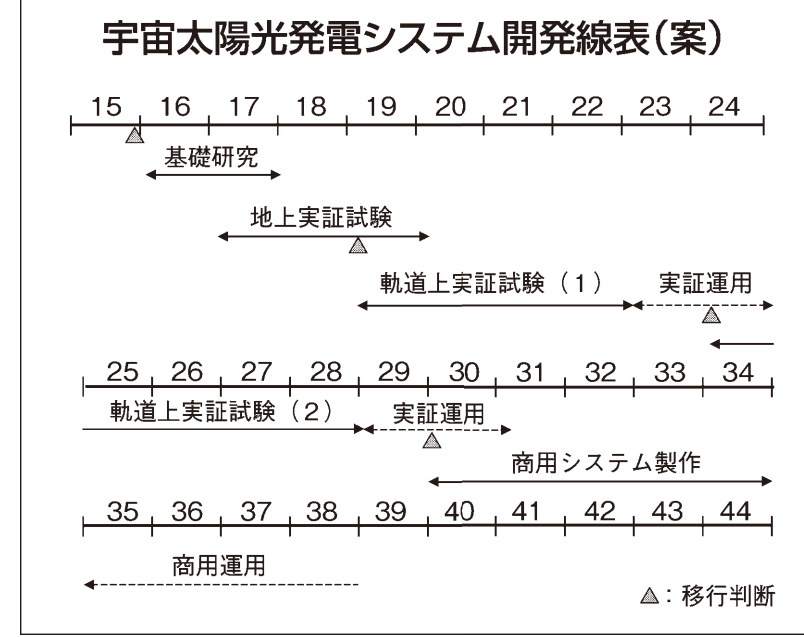 宇宙太陽光発電システム開発線表(案)
15 16 17 18 19 20 21 22 23 24
基礎研究
地上実証試験
軌道上実証試験(1) 実証運用
25 26 27 28 29 30 31 32 33 34
軌道上実証試験(2) 実証運用
商用システム製作
35 36 37 38 39 40 41 42 43 44
商用運用
△:移行判断